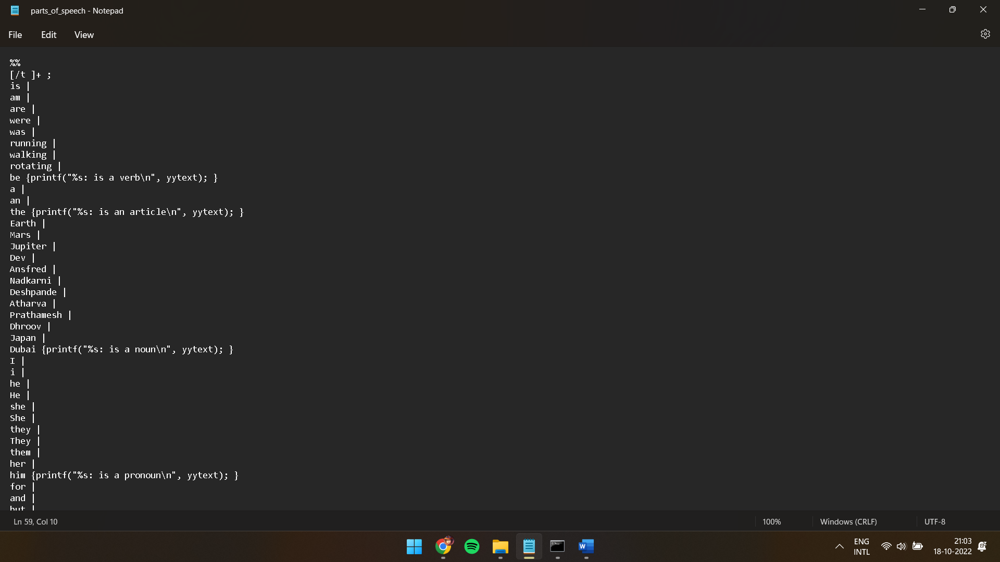 parts_of_speech - Notepad
File Edit View
%%
[/t ]+ ;
is |
am |
are |
were |
was |
running |
walking |
rotating |
be {printf("%s: is a verb\n", yytext); }
a |
an |
the {printf("%s: is an article\n", yytext); }
Earth |
Mars |
Jupiter |
Dev |
Ansfred |
Nadkarni |
Deshpande |
Atharva |
Prathamesh |
Dhroov |
Japan |
Dubai {printf("%s: is a noun\n", yytext); }
I |
i |
he |
He |
she |
She |
they |
They |
them |
her |
him {printf("%s: is a pronoun\n", yytext); }
for |
and |
but |
Ln 59, Col 10 100% Windows (CRLF) UTF-8
ENG 21:03
INTL 18-10-2022